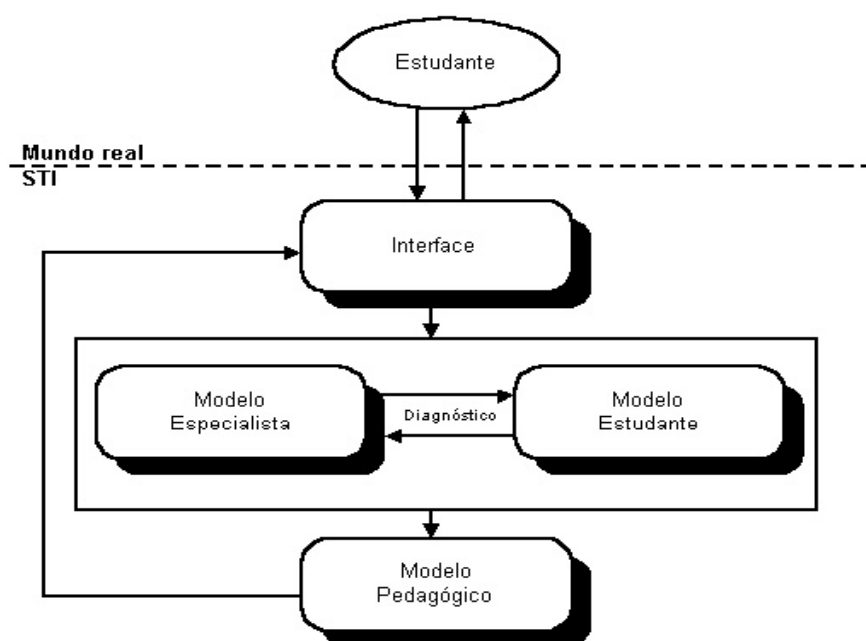 Estudante
Mundo real
STI
Interface
Modelo
Especialista
Diagnóstico
Modelo
Estudante
Modelo
Pedagógico